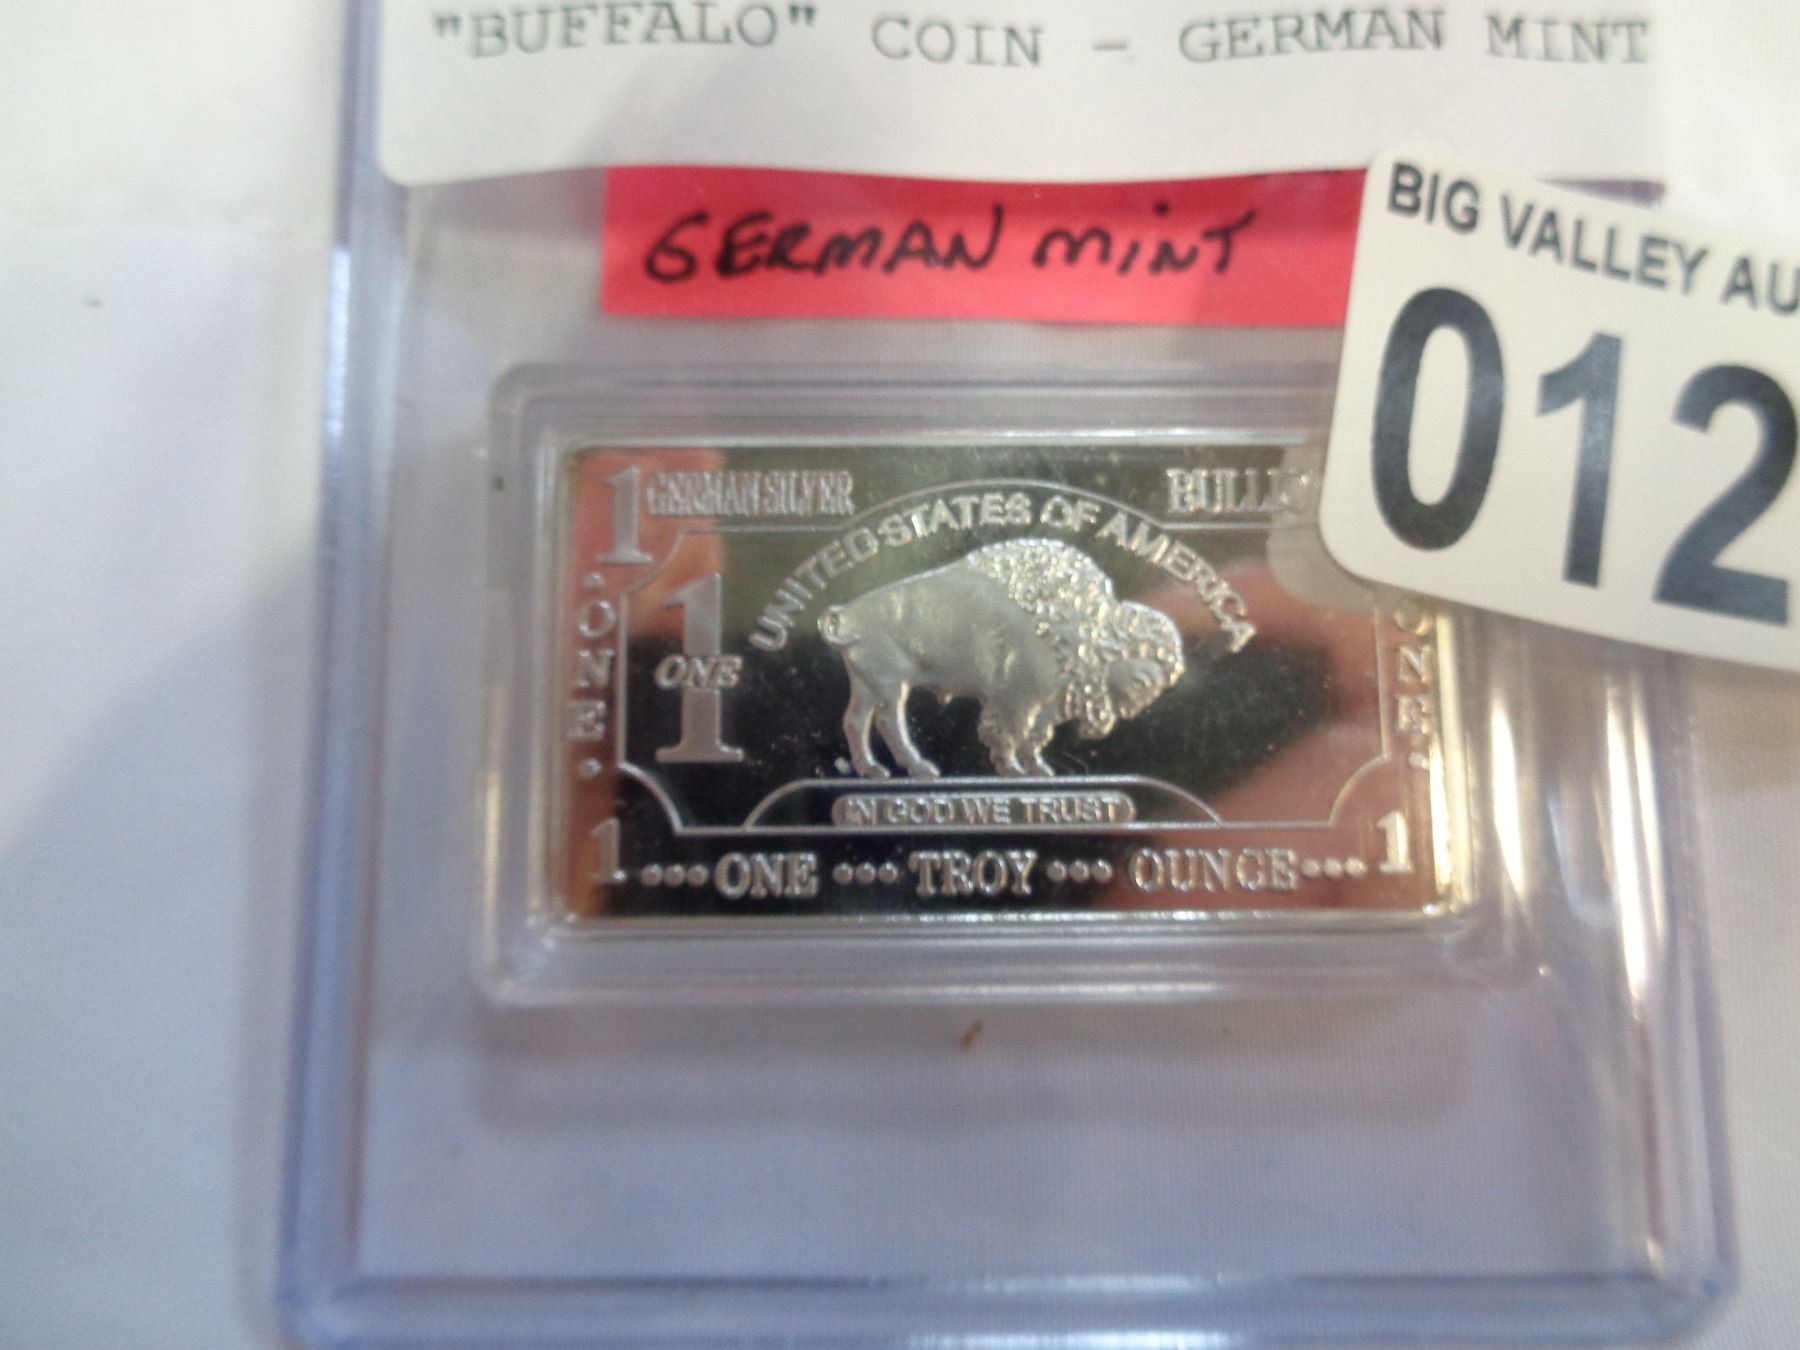 "BUFFALO" COIN - GERMAN MINT
GERMAN MINT
BIG VALLEY AU
012
1 GERMAN SILVER BULLIO
UNITED STATES OF AMERICA
ONE
1
ONE
ONE
IN GOD WE TRUST
1 ONE TROY OUNCE 1